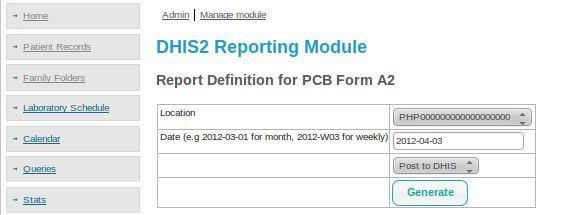 Home
Patient Records
Family Folders
Laboratory Schedule
Calendar
Queries
Stats
Admin | Manage module
DHIS2 Reporting Module
Report Definition for PCB Form A2
Location PHP000000000000000000
Date (e.g 2012-03-01 for month, 2012-W03 for weekly) 2012-04-03
Post to DHIS
Generate